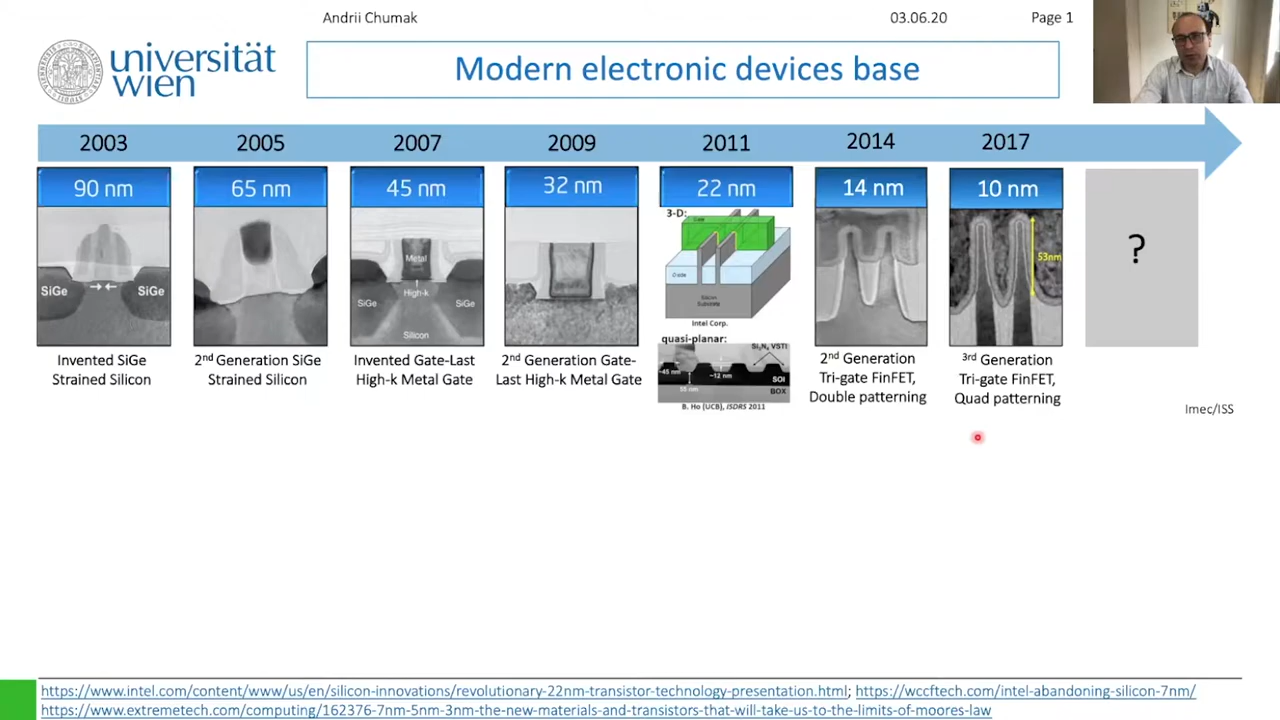 Andrii Chumak
03.06.20
Page 1
universität
wien
Modern electronic devices base
2003
2005
2007
2009
2011
2014
2017
90 nm
65 nm
45 nm
32 nm
22 nm
14 nm
10 nm
SiGe
SiGe
Metal
High-k
SiGe
SiGe
Silicon
3-D:
Gate
Oxide
Silicon
Substrate
Intel Corp.
quasi-planar:
Si₃N₄ VSTI
~45 nm
~12 nm
55 nm
SOI
BOX
B. Ho (UCB), ISDRS 2011
53nm
?
Invented SiGe
Strained Silicon
2nd Generation SiGe
Strained Silicon
Invented Gate-Last
High-k Metal Gate
2nd Generation Gate-
Last High-k Metal Gate
2nd Generation
Tri-gate FinFET,
Double patterning
3rd Generation
Tri-gate FinFET,
Quad patterning
Imec/ISS
https://www.intel.com/content/www/us/en/silicon-innovations/revolutionary-22nm-transistor-technology-presentation.html; https://wccftech.com/intel-abandoning-silicon-7nm/
https://www.extremetech.com/computing/162376-7nm-5nm-3nm-the-new-materials-and-transistors-that-will-take-us-to-the-limits-of-moores-law